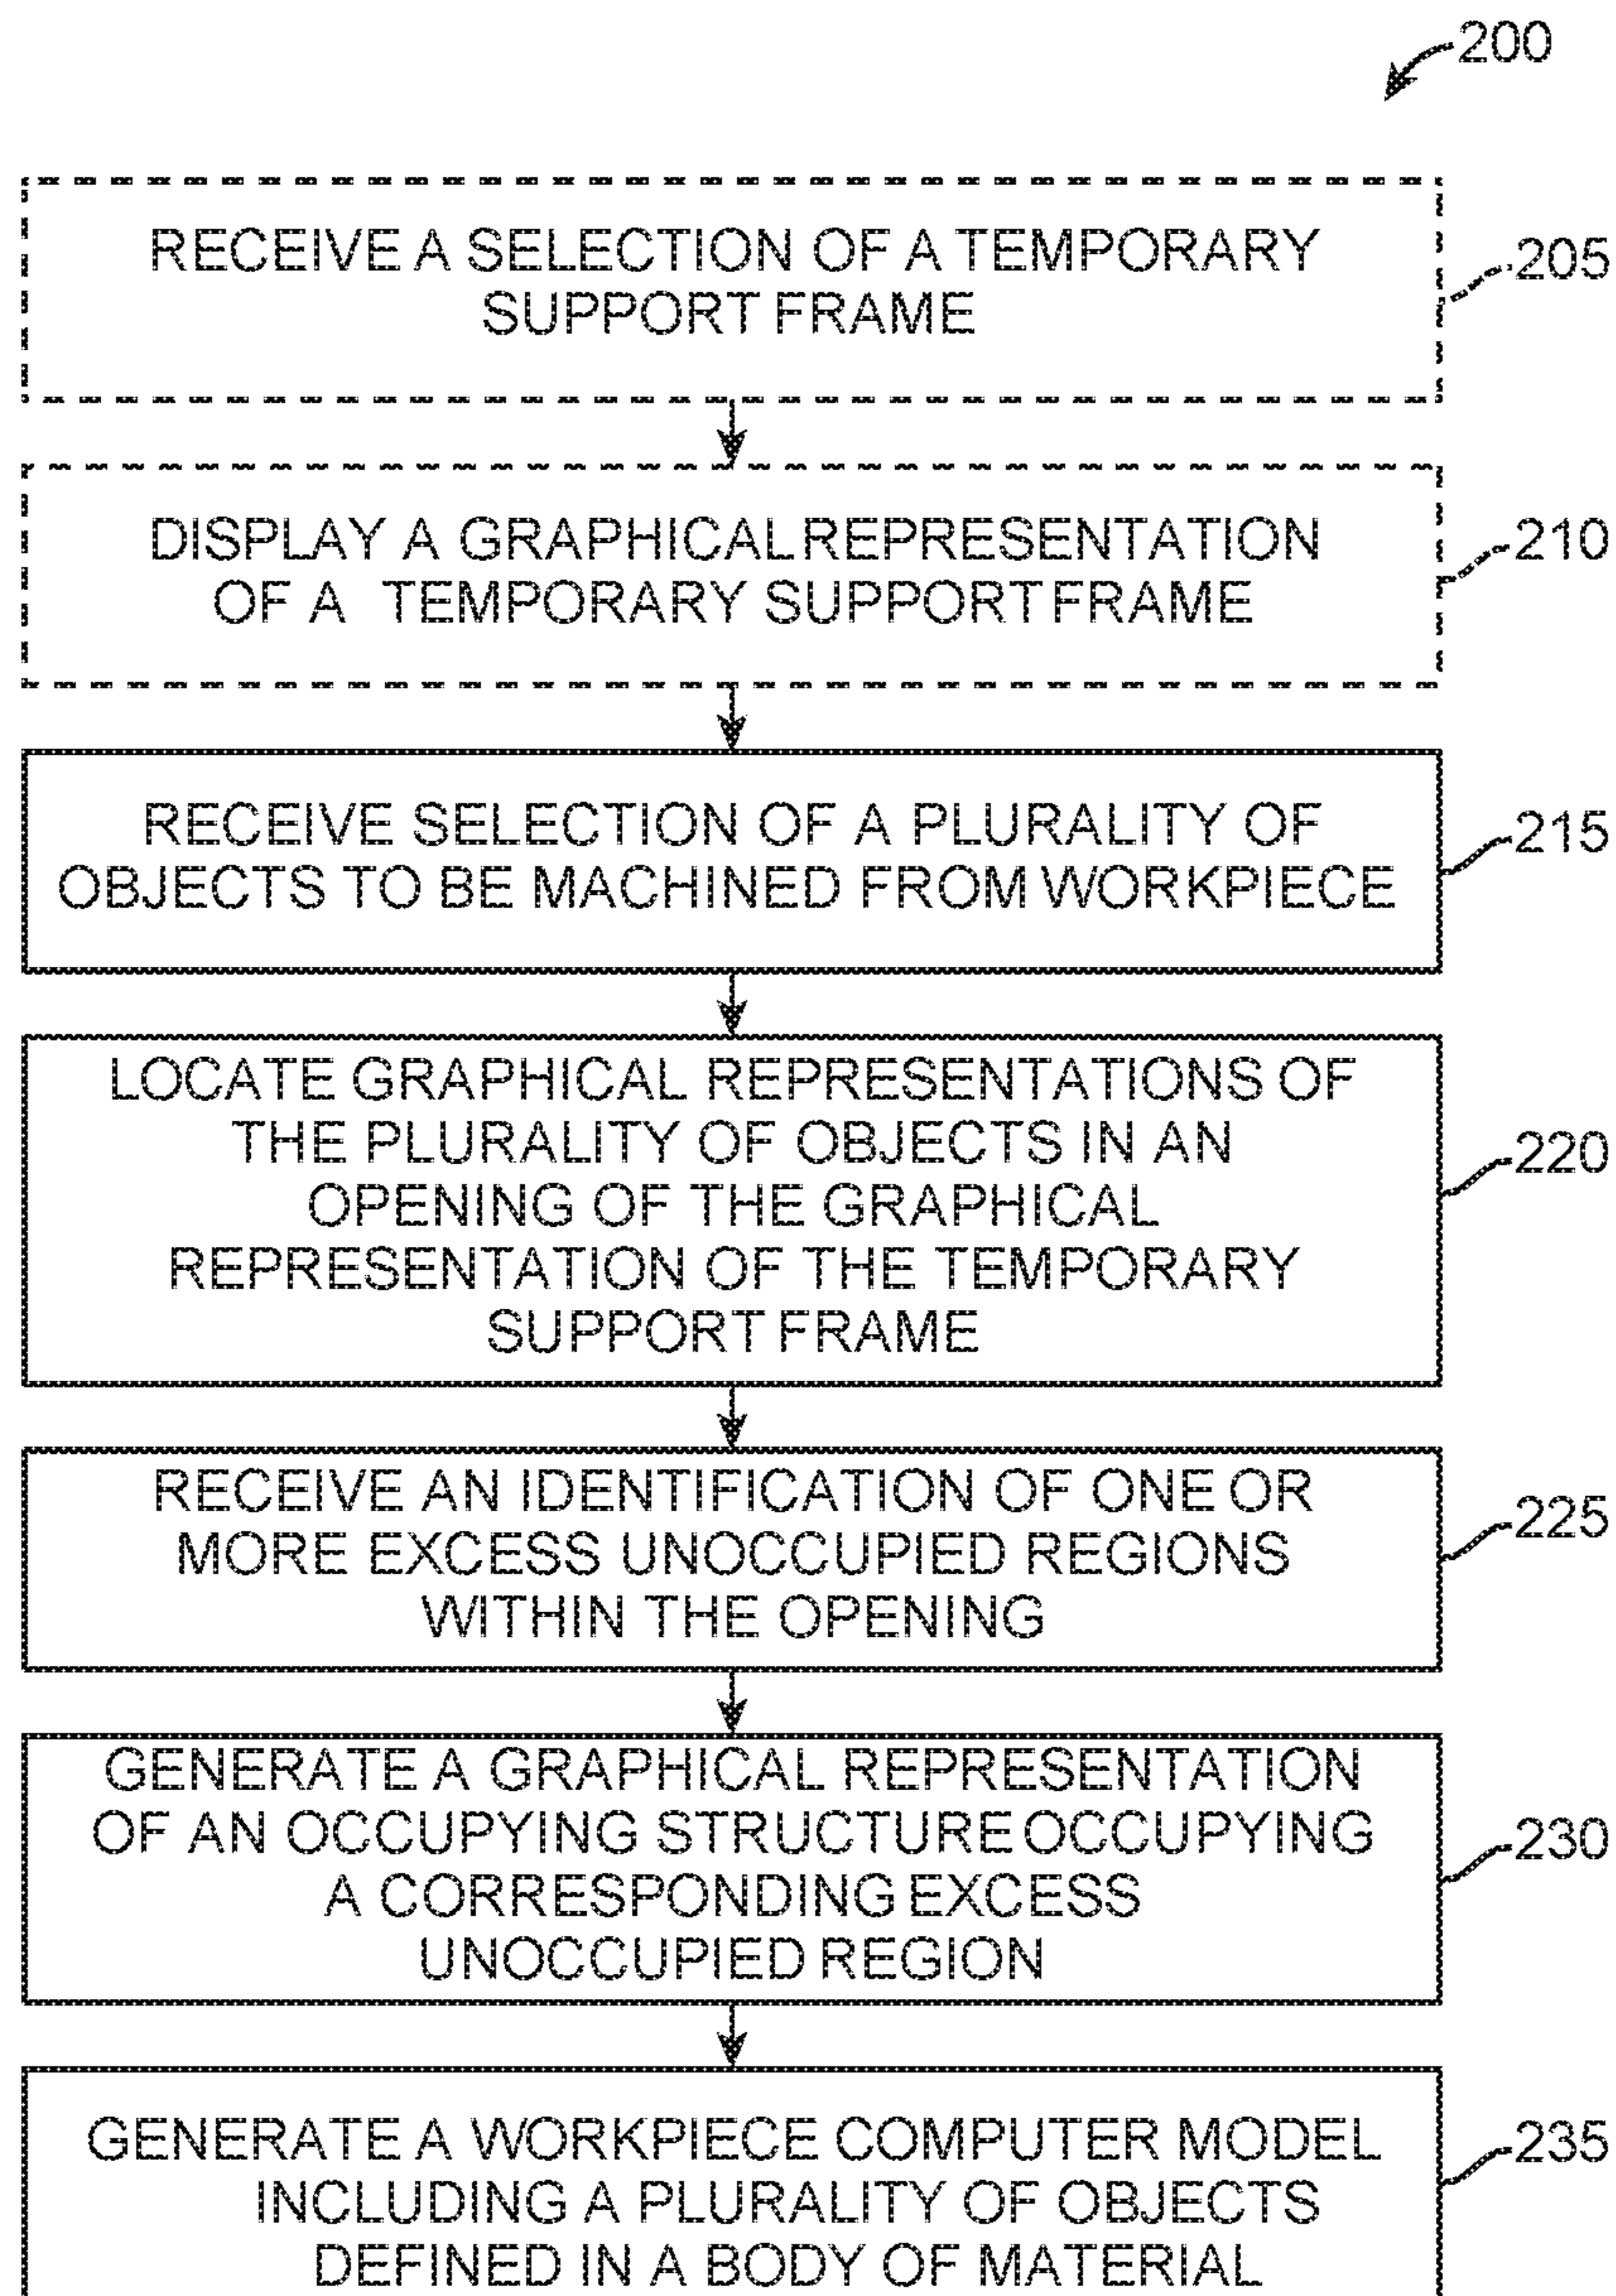 200
RECEIVE A SELECTION OF A TEMPORARY
SUPPORT FRAME
205
DISPLAY A GRAPHICAL REPRESENTATION
OF A TEMPORARY SUPPORT FRAME
210
RECEIVE SELECTION OF A PLURALITY OF
OBJECTS TO BE MACHINED FROM WORKPIECE
215
LOCATE GRAPHICAL REPRESENTATIONS OF
THE PLURALITY OF OBJECTS IN AN
OPENING OF THE GRAPHICAL
REPRESENTATION OF THE TEMPORARY
SUPPORT FRAME
220
RECEIVE AN IDENTIFICATION OF ONE OR
MORE EXCESS UNOCCUPIED REGIONS
WITHIN THE OPENING
225
GENERATE A GRAPHICAL REPRESENTATION
OF AN OCCUPYING STRUCTURE OCCUPYING
A CORRESPONDING EXCESS
UNOCCUPIED REGION
230
GENERATE A WORKPIECE COMPUTER MODEL
INCLUDING A PLURALITY OF OBJECTS
DEFINED IN A BODY OF MATERIAL
235